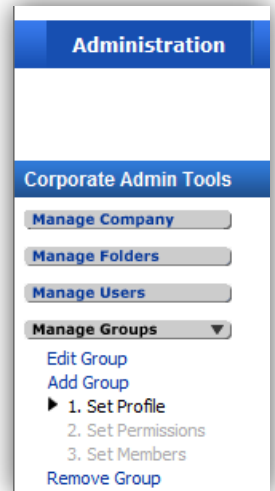 Administration
Corporate Admin Tools
Manage Company
Manage Folders
Manage Users
Manage Groups
Edit Group
Add Group
1. Set Profile
2. Set Permissions
3. Set Members
Remove Group